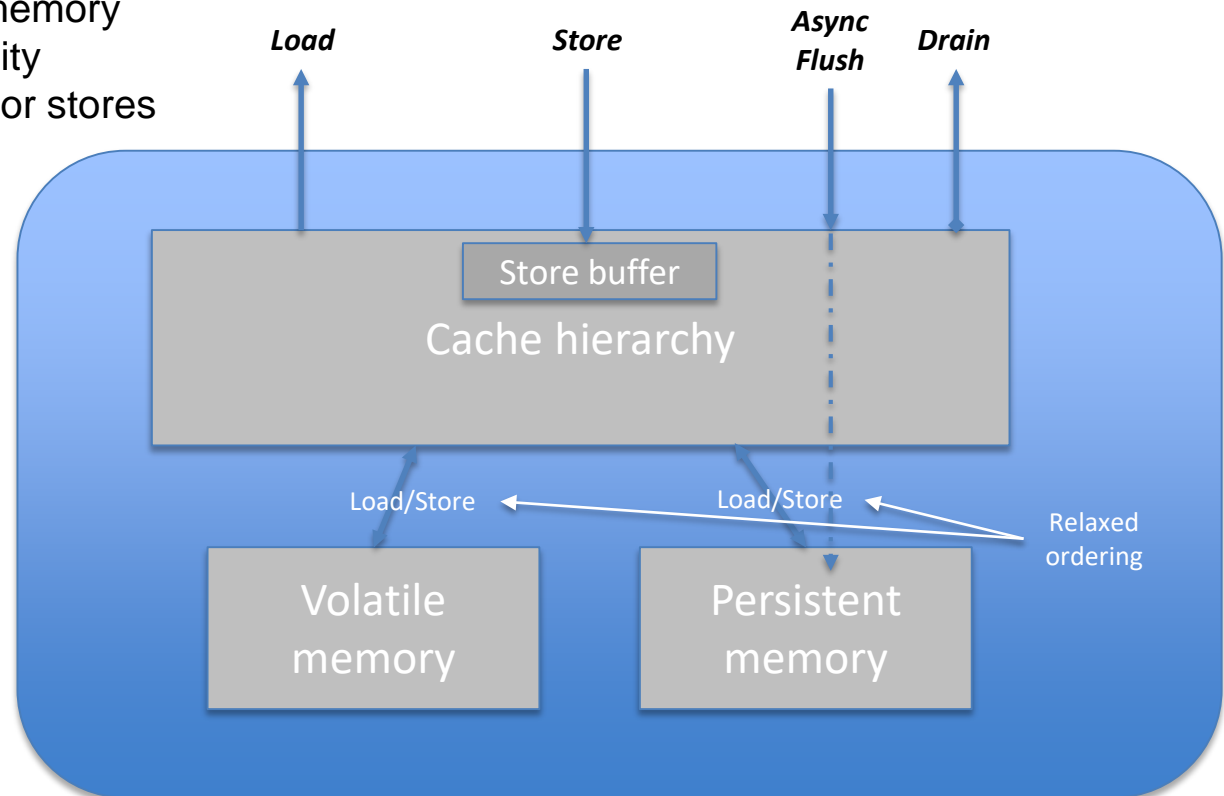 memory
ity
or stores
Load
Store
Async
Flush
Drain
Store buffer
Cache hierarchy
Load/Store
Load/Store
Relaxed
ordering
Volatile
memory
Persistent
memory